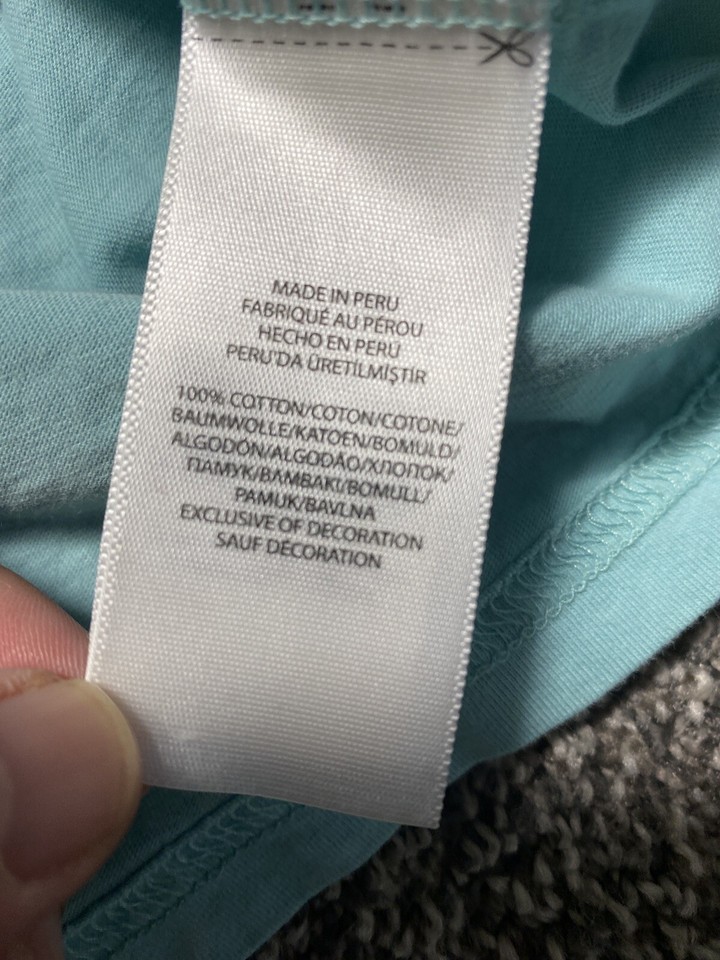 MADE IN PERU
FABRIQUÉ AU PÉROU
HECHO EN PERÚ
PERU'DA ÜRETİLMİŞTİR
100% COTTON/COTON/COTONE/
BAUMWOLLE/KATOEN/BOMULD/
ALGODÓN/ALGODÃO/ХЛОПОК/
ΠAMYK/BAMBAKI/BOMULL/
PAMUK/BAVLNA
EXCLUSIVE OF DECORATION
SAUF DÉCORATION